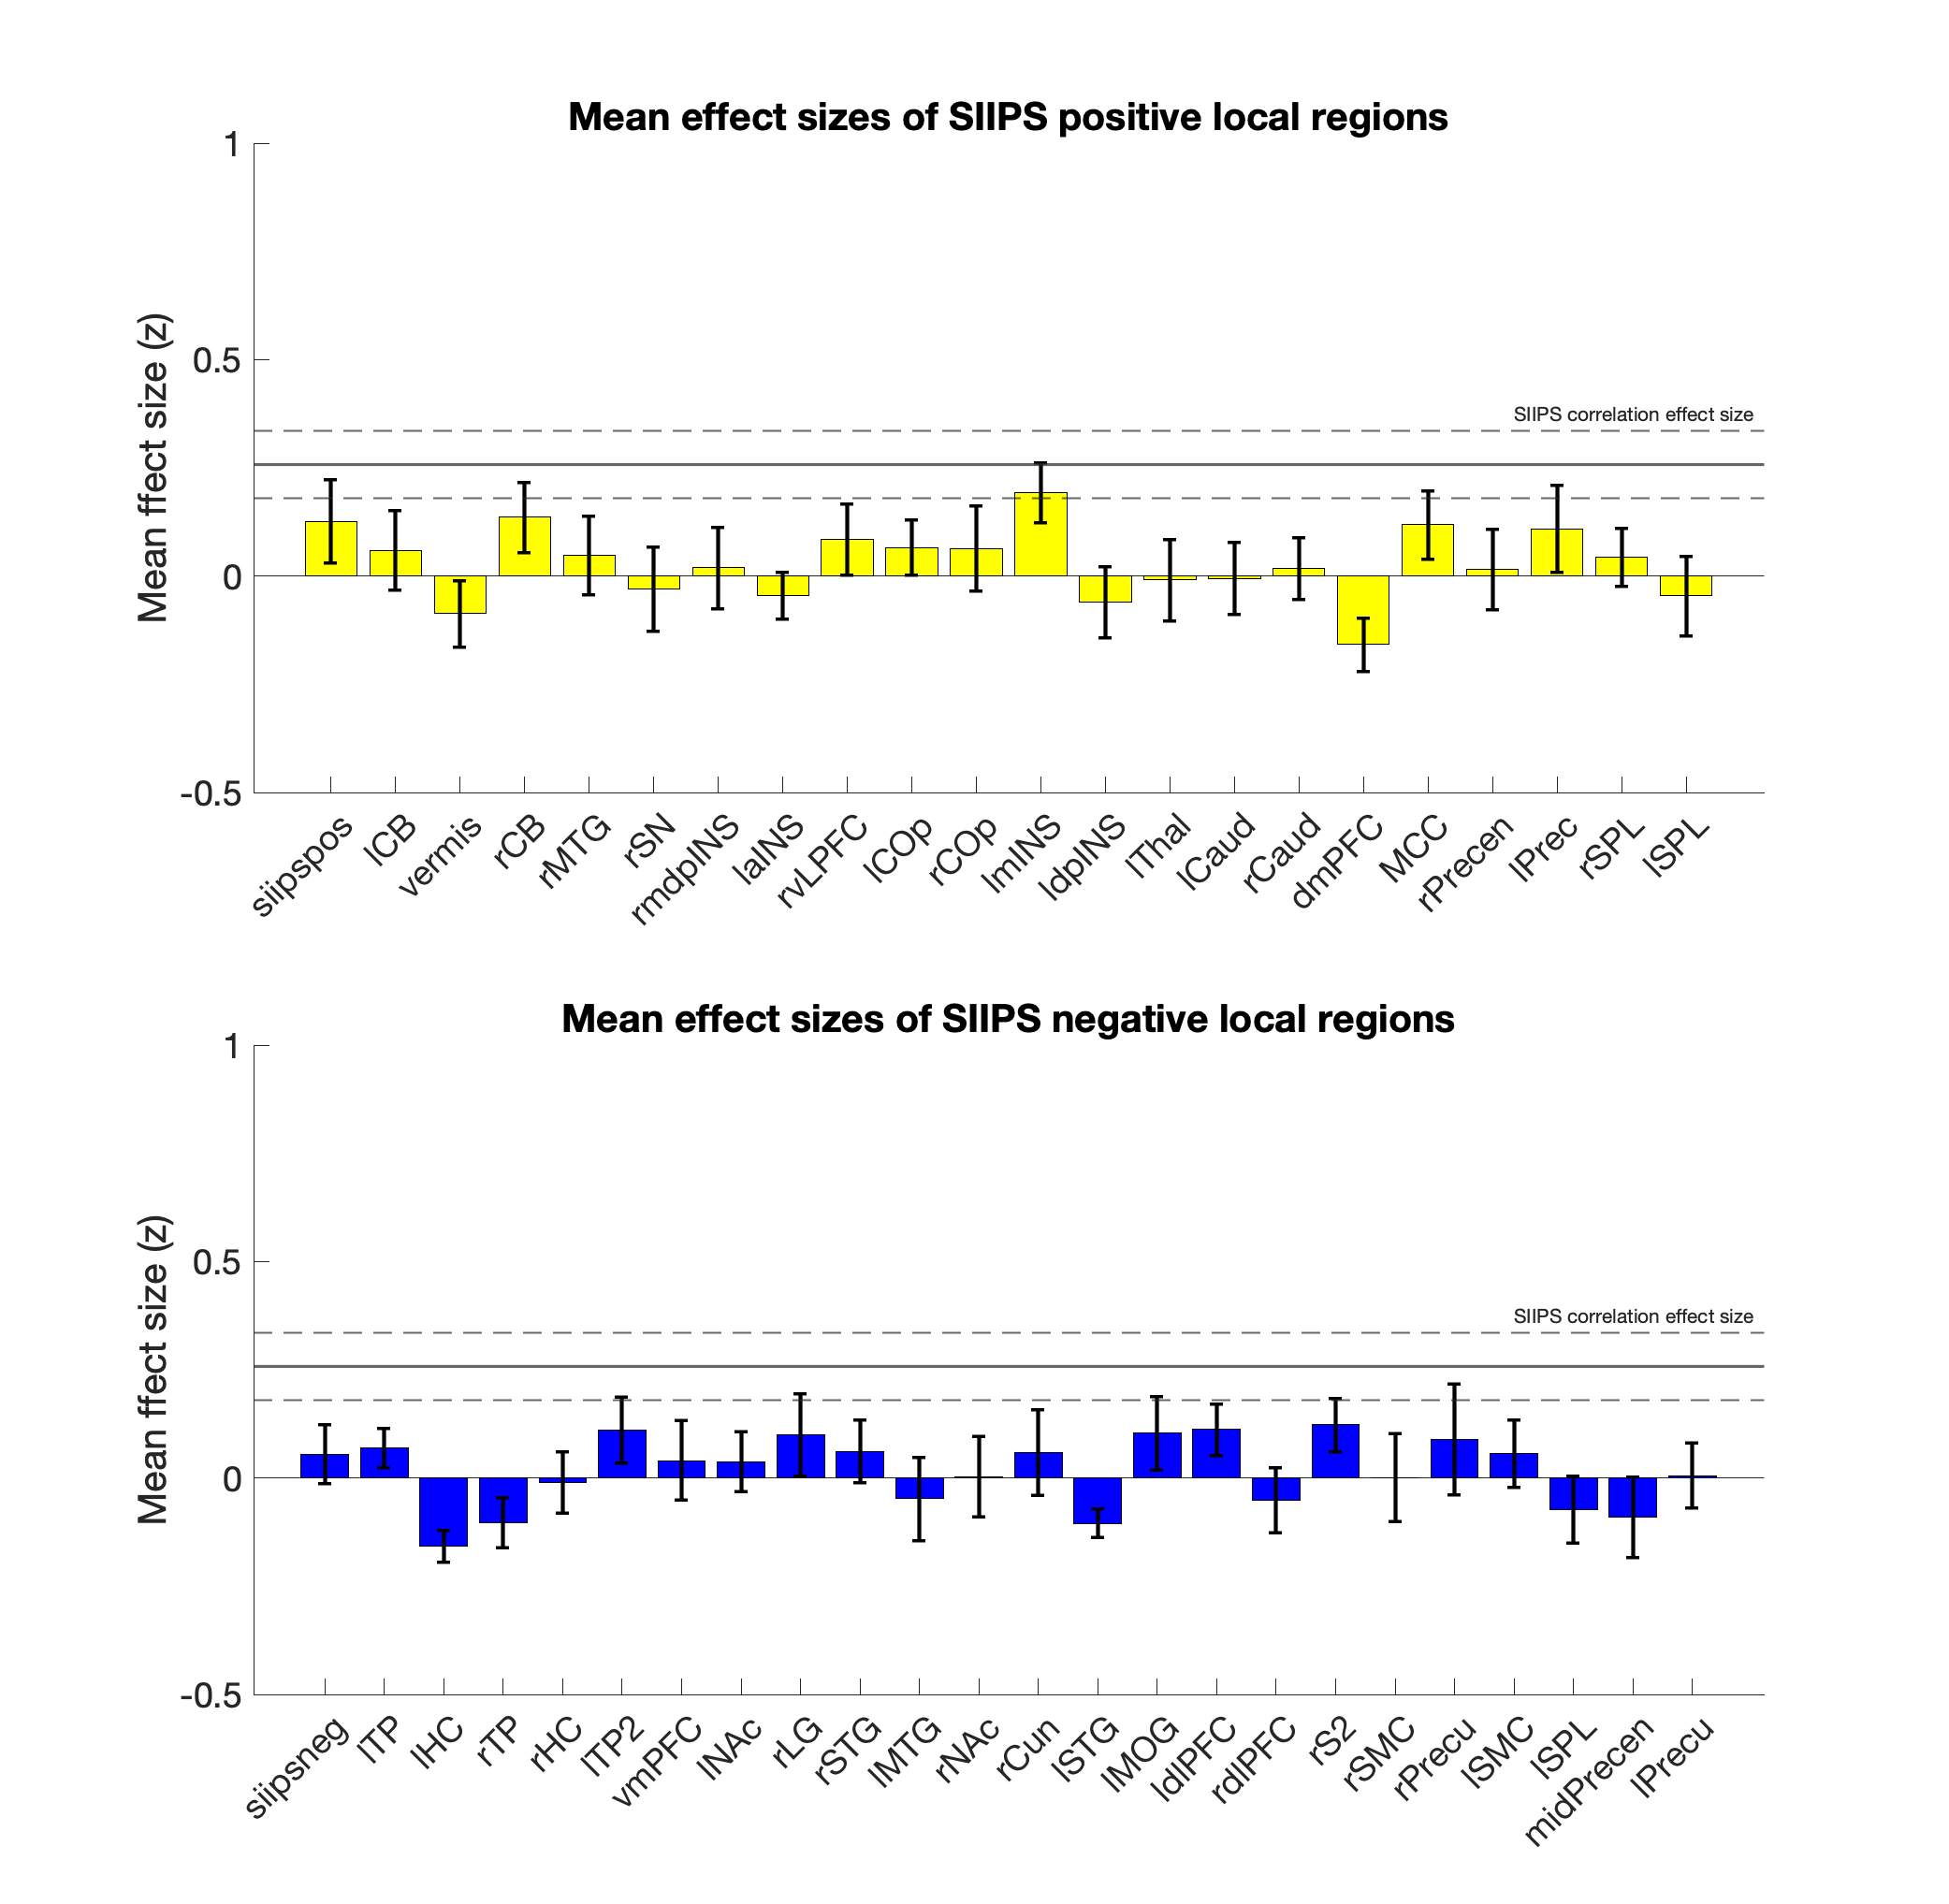 Mean effect sizes of SIIPS positive local regions
1
0.5
0
-0.5
Mean ffect size (z)
SIIPS correlation effect size
siipspos
lCB
vermis
rCB
rMTG
rSN
rmdpINS
laINS
rvLPFC
lCOp
rCOp
lmINS
ldpINS
lThal
lCaud
rCaud
dmPFC
MCC
rPrecen
lPrec
rSPL
lSPL
Mean effect sizes of SIIPS negative local regions
1
0.5
0
-0.5
Mean ffect size (z)
SIIPS correlation effect size
siipsneg
lTP
lHC
rTP
rHC
lTP2
vmPFC
lNAc
rLG
rSTG
lMTG
rNAc
rCun
lSTG
lMOG
ldlPFC
rdlPFC
rS2
rSMC
rPrecu
lSMC
lSPL
midPrecen
lPrecu